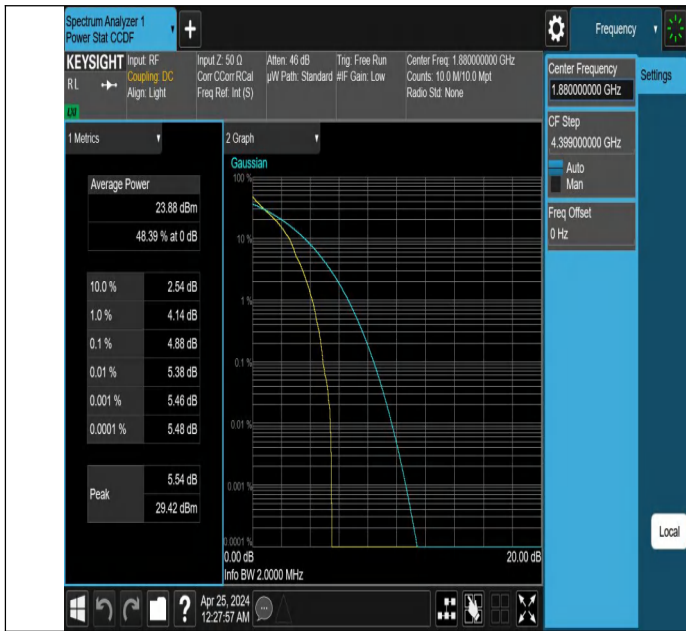 Spectrum Analyzer 1
Power Stat CCDF
+
Frequency
KEYSIGHT
RL
LXI
Input: RF
Coupling: DC
Align: Light
Input Z: 50 Ω
Corr CCorr RCal
Freq Ref: Int (S)
Atten: 46 dB
µW Path: Standard
Trig: Free Run
#IF Gain: Low
Center Freq: 1.880000000 GHz
Counts: 10.0 M/10.0 Mpt
Radio Std: None
Center Frequency
1.880000000 GHz
Settings
CF Step
4.399000000 GHz
Auto
Man
Freq Offset
0 Hz
1 Metrics
Average Power
23.88 dBm
48.39 % at 0 dB
10.0 % 2.54 dB
1.0 % 4.14 dB
0.1 % 4.88 dB
0.01 % 5.38 dB
0.001 % 5.46 dB
0.0001 % 5.48 dB
Peak
5.54 dB
29.42 dBm
2 Graph
Gaussian
100 %
10 %
1 %
0.1 %
0.01 %
0.001 %
0.0001 %
0.00 dB
20.00 dB
Info BW 2.0000 MHz
Local
?
Apr 25, 2024
12:27:57 AM